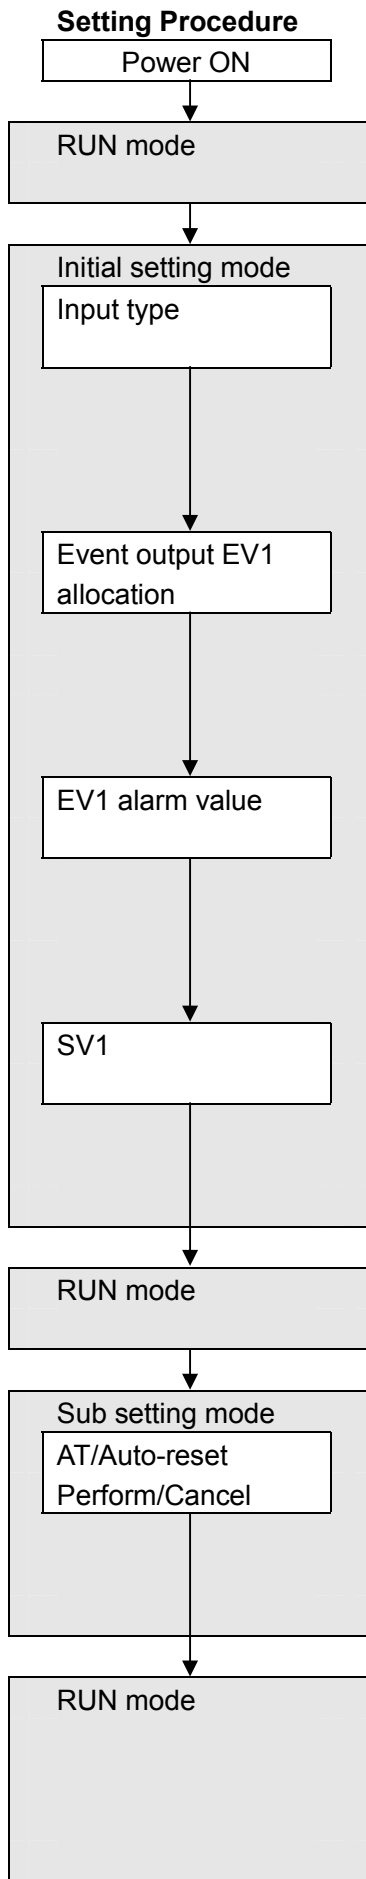 Setting Procedure
Power ON
RUN mode
Initial setting mode
Input type
Event output EV1
allocation
EV1 alarm value
SV1
RUN mode
Sub setting mode
AT/Auto-reset
Perform/Cancel
RUN mode